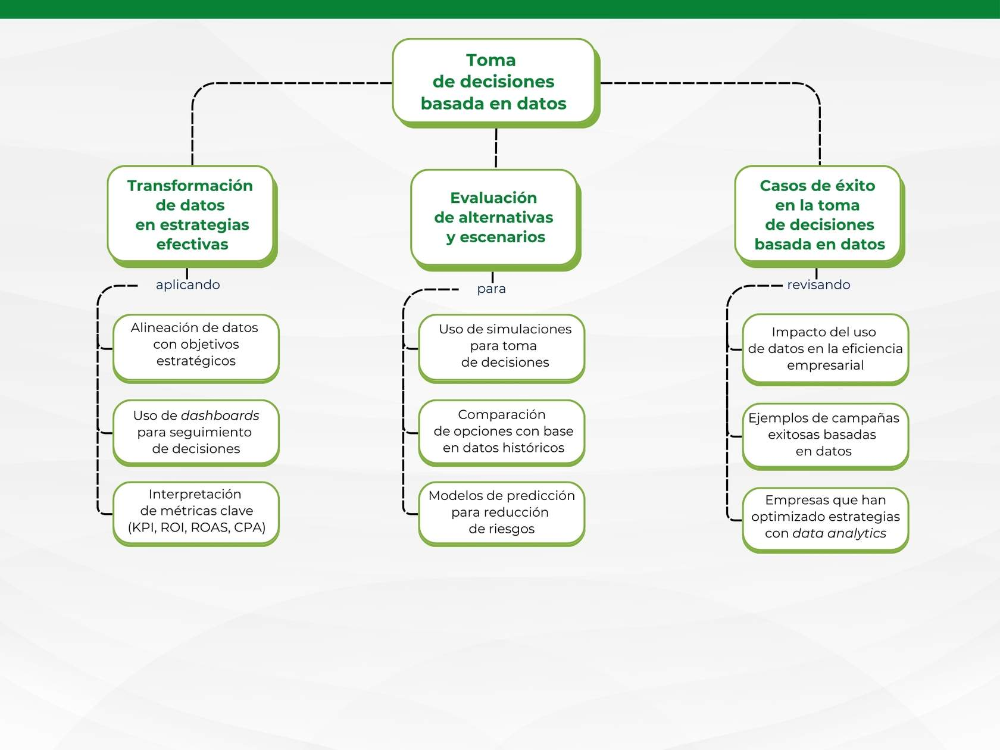 Toma
de decisiones
basada en datos
Transformación
de datos
en estrategias
efectivas
aplicando
Alineación de datos
con objetivos
estratégicos
Uso de dashboards
para seguimiento
de decisiones
Interpretación
de métricas clave
(KPI, ROI, ROAS, CPA)
Evaluación
de alternativas
y escenarios
para
Uso de simulaciones
para toma
de decisiones
Comparación
de opciones con base
en datos históricos
Modelos de predicción
para reducción
de riesgos
Casos de éxito
en la toma
de decisiones
basada en datos
revisando
Impacto del uso
de datos en la eficiencia
empresarial
Ejemplos de campañas
exitosas basadas
en datos
Empresas que han
optimizado estrategias
con data analytics